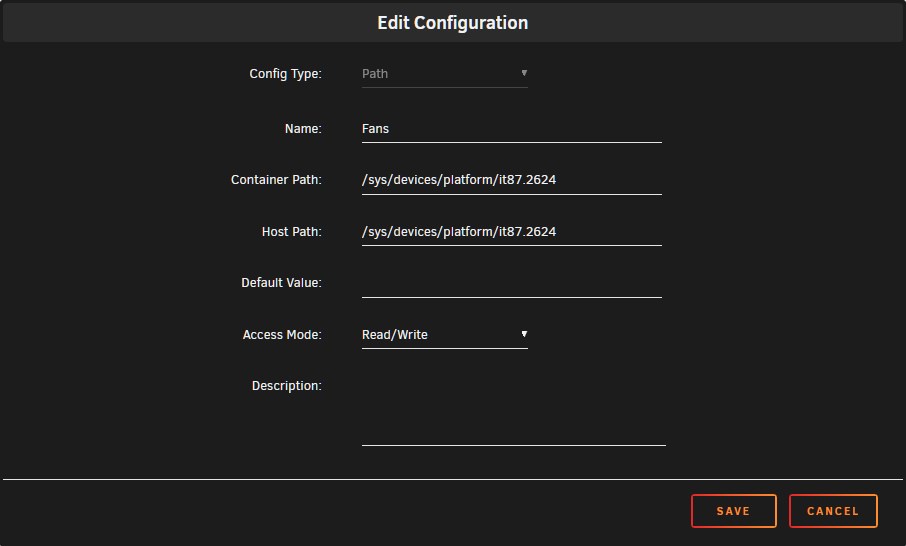 Edit Configuration
Config Type: Path
Name: Fans
Container Path: /sys/devices/platform/it87.2624
Host Path: /sys/devices/platform/it87.2624
Default Value:
Access Mode: Read/Write
Description:
SAVE CANCEL